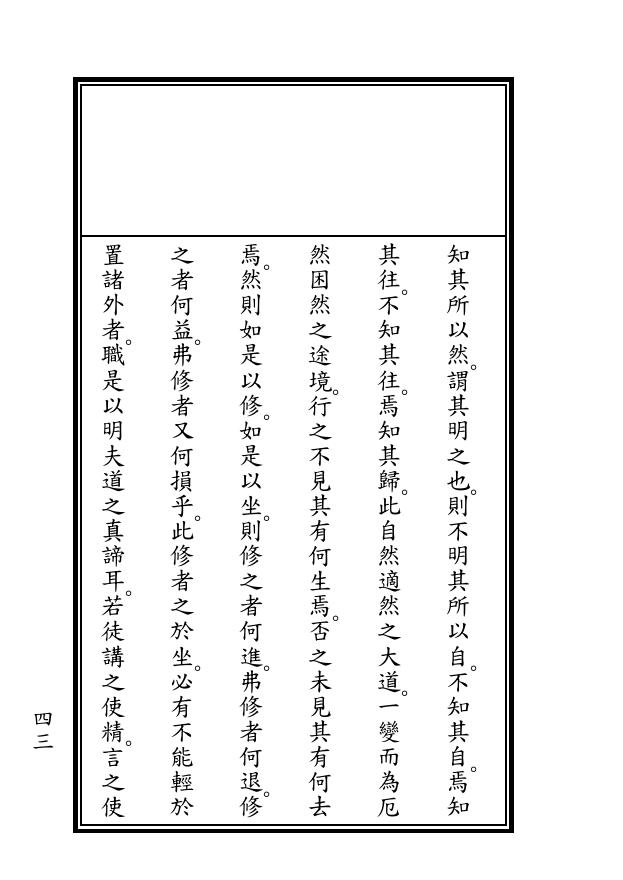 知其所以然。謂其明之也。則不明其所以自。不知其自。焉知
其往。不知其往。焉知其歸。此自然適然之大道。一變而為厄
然困然之途境。行之不見其有何生焉。否之未見其有何去
焉。然則如是以修。如是以坐。則修之者何進。弗修者何退。修
之者何益。弗修者又何損乎。此修者之於坐。必有不能輕於
置諸外者。職是以明夫道之真諦耳。若徒講之使精。言之使
四三